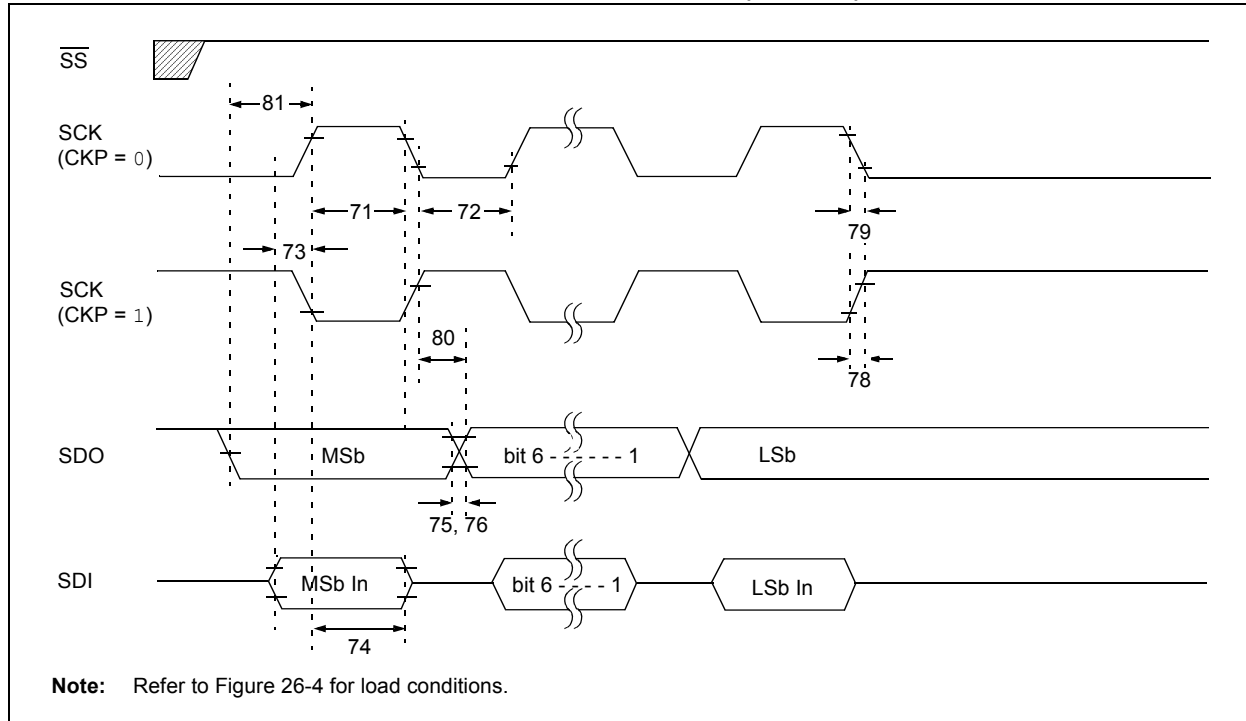 SS
81
SCK
(CKP = 0)
71
72
79
73
SCK
(CKP = 1)
80
78
SDO
MSb
bit 6 - - - - - - 1
LSb
75, 76
SDI
MSb In
bit 6 - - - - - 1
LSb In
74
Note: Refer to Figure 26-4 for load conditions.